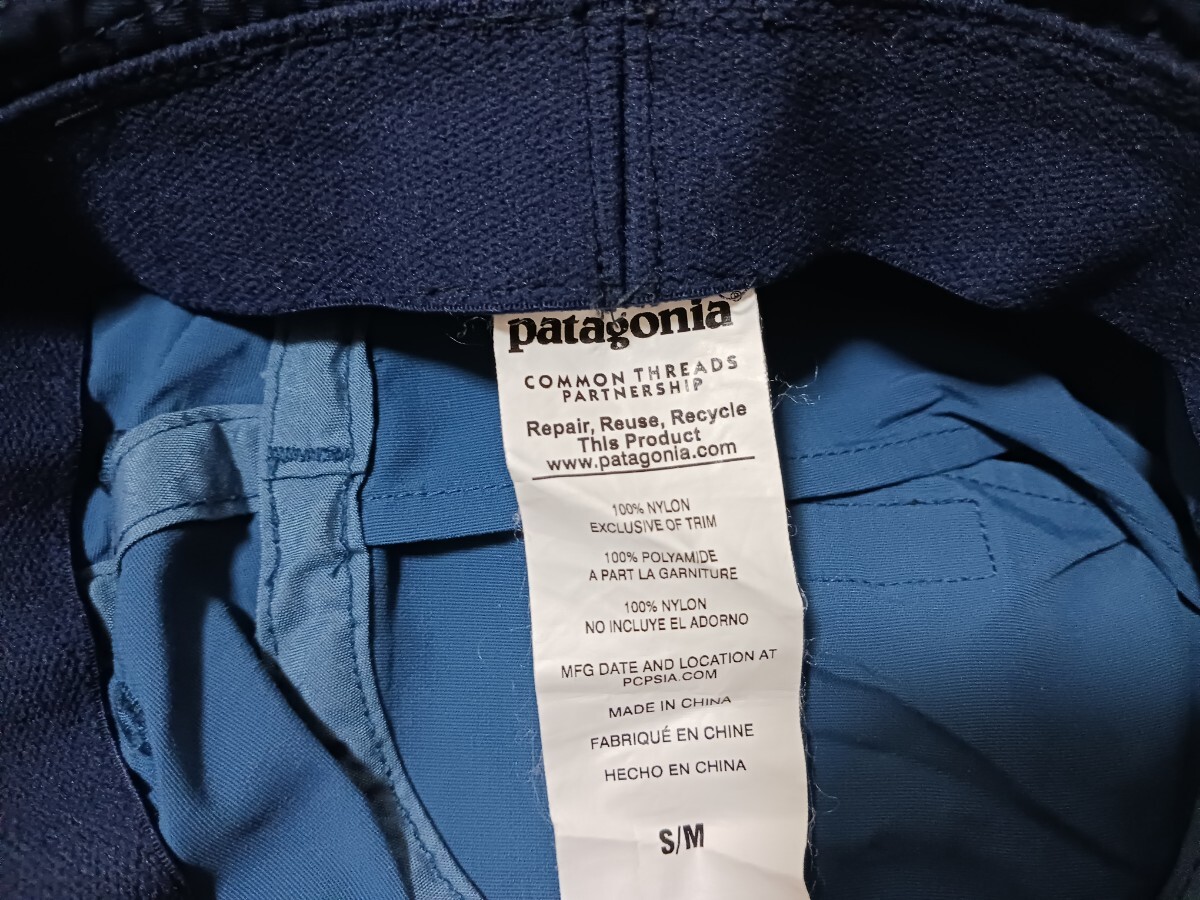 patagonia®
COMMON THREADS
PARTNERSHIP
Repair, Reuse, Recycle
This Product
www.patagonia.com
100% NYLON
EXCLUSIVE OF TRIM
100% POLYAMIDE
A PART LA GARNITURE
100% NYLON
NO INCLUYE EL ADORNO
MFG DATE AND LOCATION AT
PCPSIA.COM
MADE IN CHINA
FABRIQUÉ EN CHINE
HECHO EN CHINA
S/M